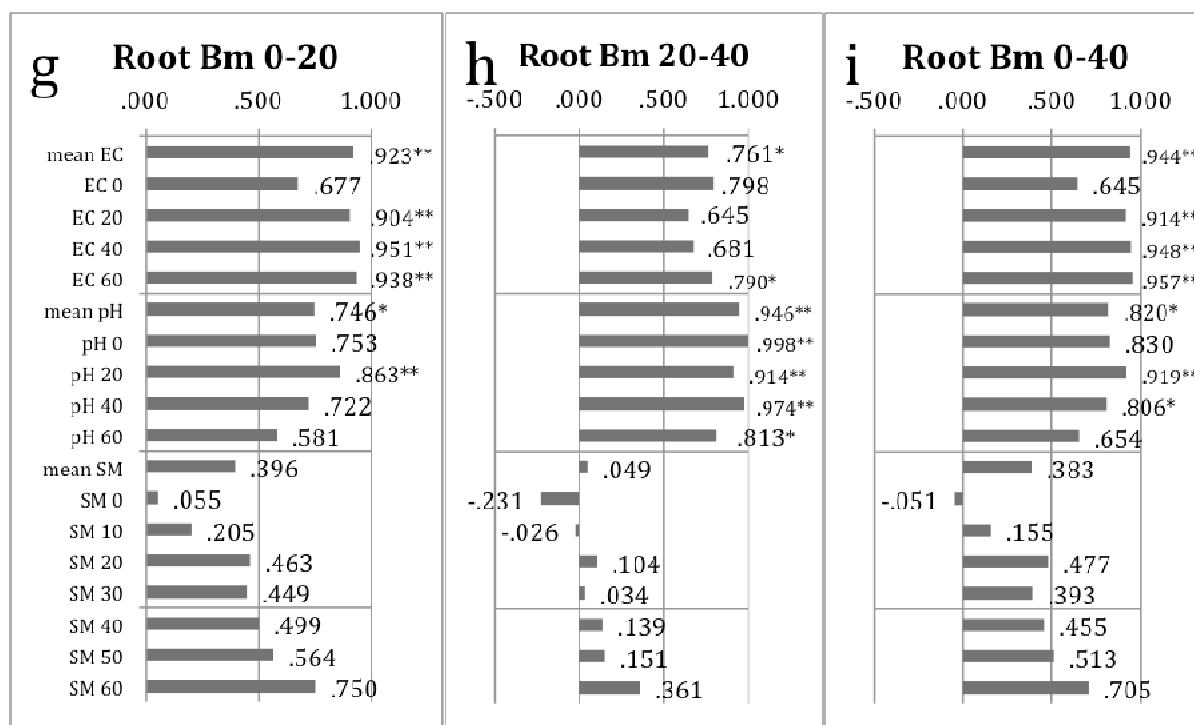 g Root Bm 0-20
.000 .500 1.000
mean EC .923**
EC 0 .677
EC 20 .904**
EC 40 .951**
EC 60 .938**
mean pH .746*
pH 0 .753
pH 20 .863**
pH 40 .722
pH 60 .581
mean SM .396
SM 0 .055
SM 10 .205
SM 20 .463
SM 30 .449
SM 40 .499
SM 50 .564
SM 60 .750
h Root Bm 20-40
-.500 .000 .500 1.000
.761*
.798
.645
.681
.790*
.946**
.998**
.914**
.974**
.813*
.049
-.231
-.026
.104
.034
.139
.151
.361
i Root Bm 0-40
-.500 .000 .500 1.000
.944**
.645
.914**
.948**
.957**
.820*
.830
.919**
.806*
.654
.383
-.051
.155
.477
.393
.455
.513
.705